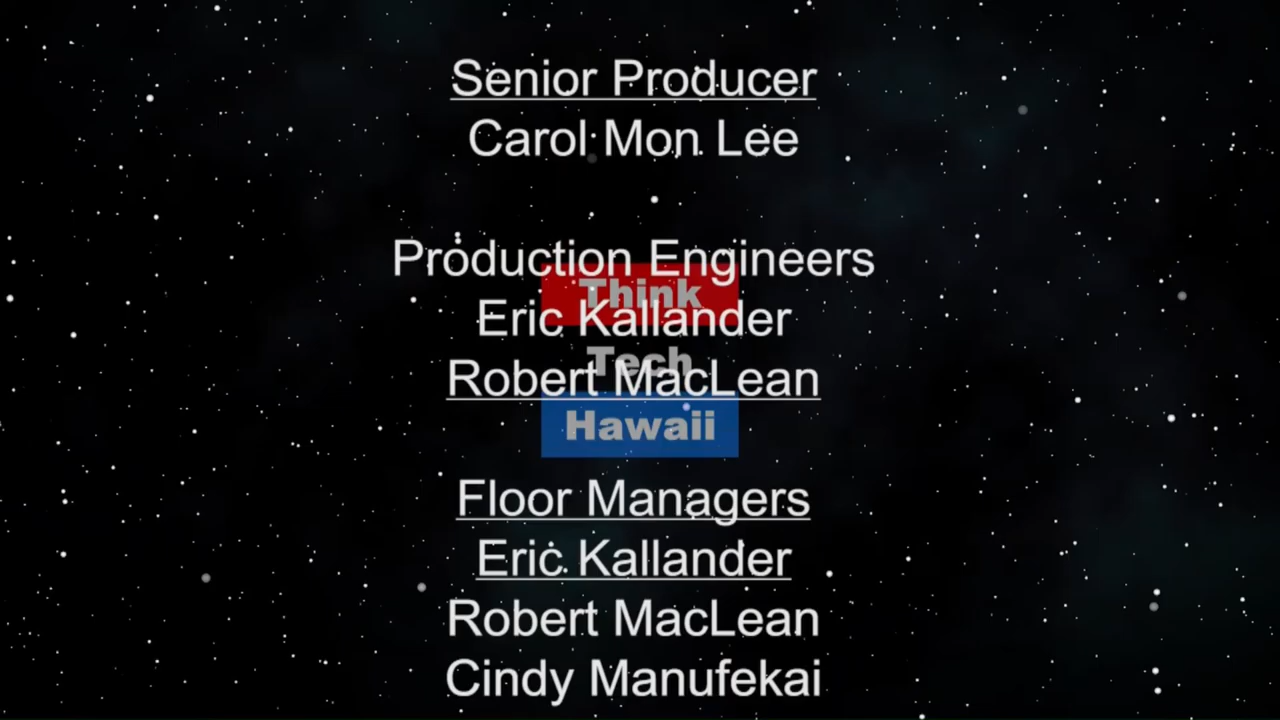 Senior Producer
Carol Mon Lee
Production Engineers
Think
Eric Kallander
Tech
Robert MacLean
Hawaii
Floor Managers
Eric Kallander
Robert MacLean
Cindy Manufekai